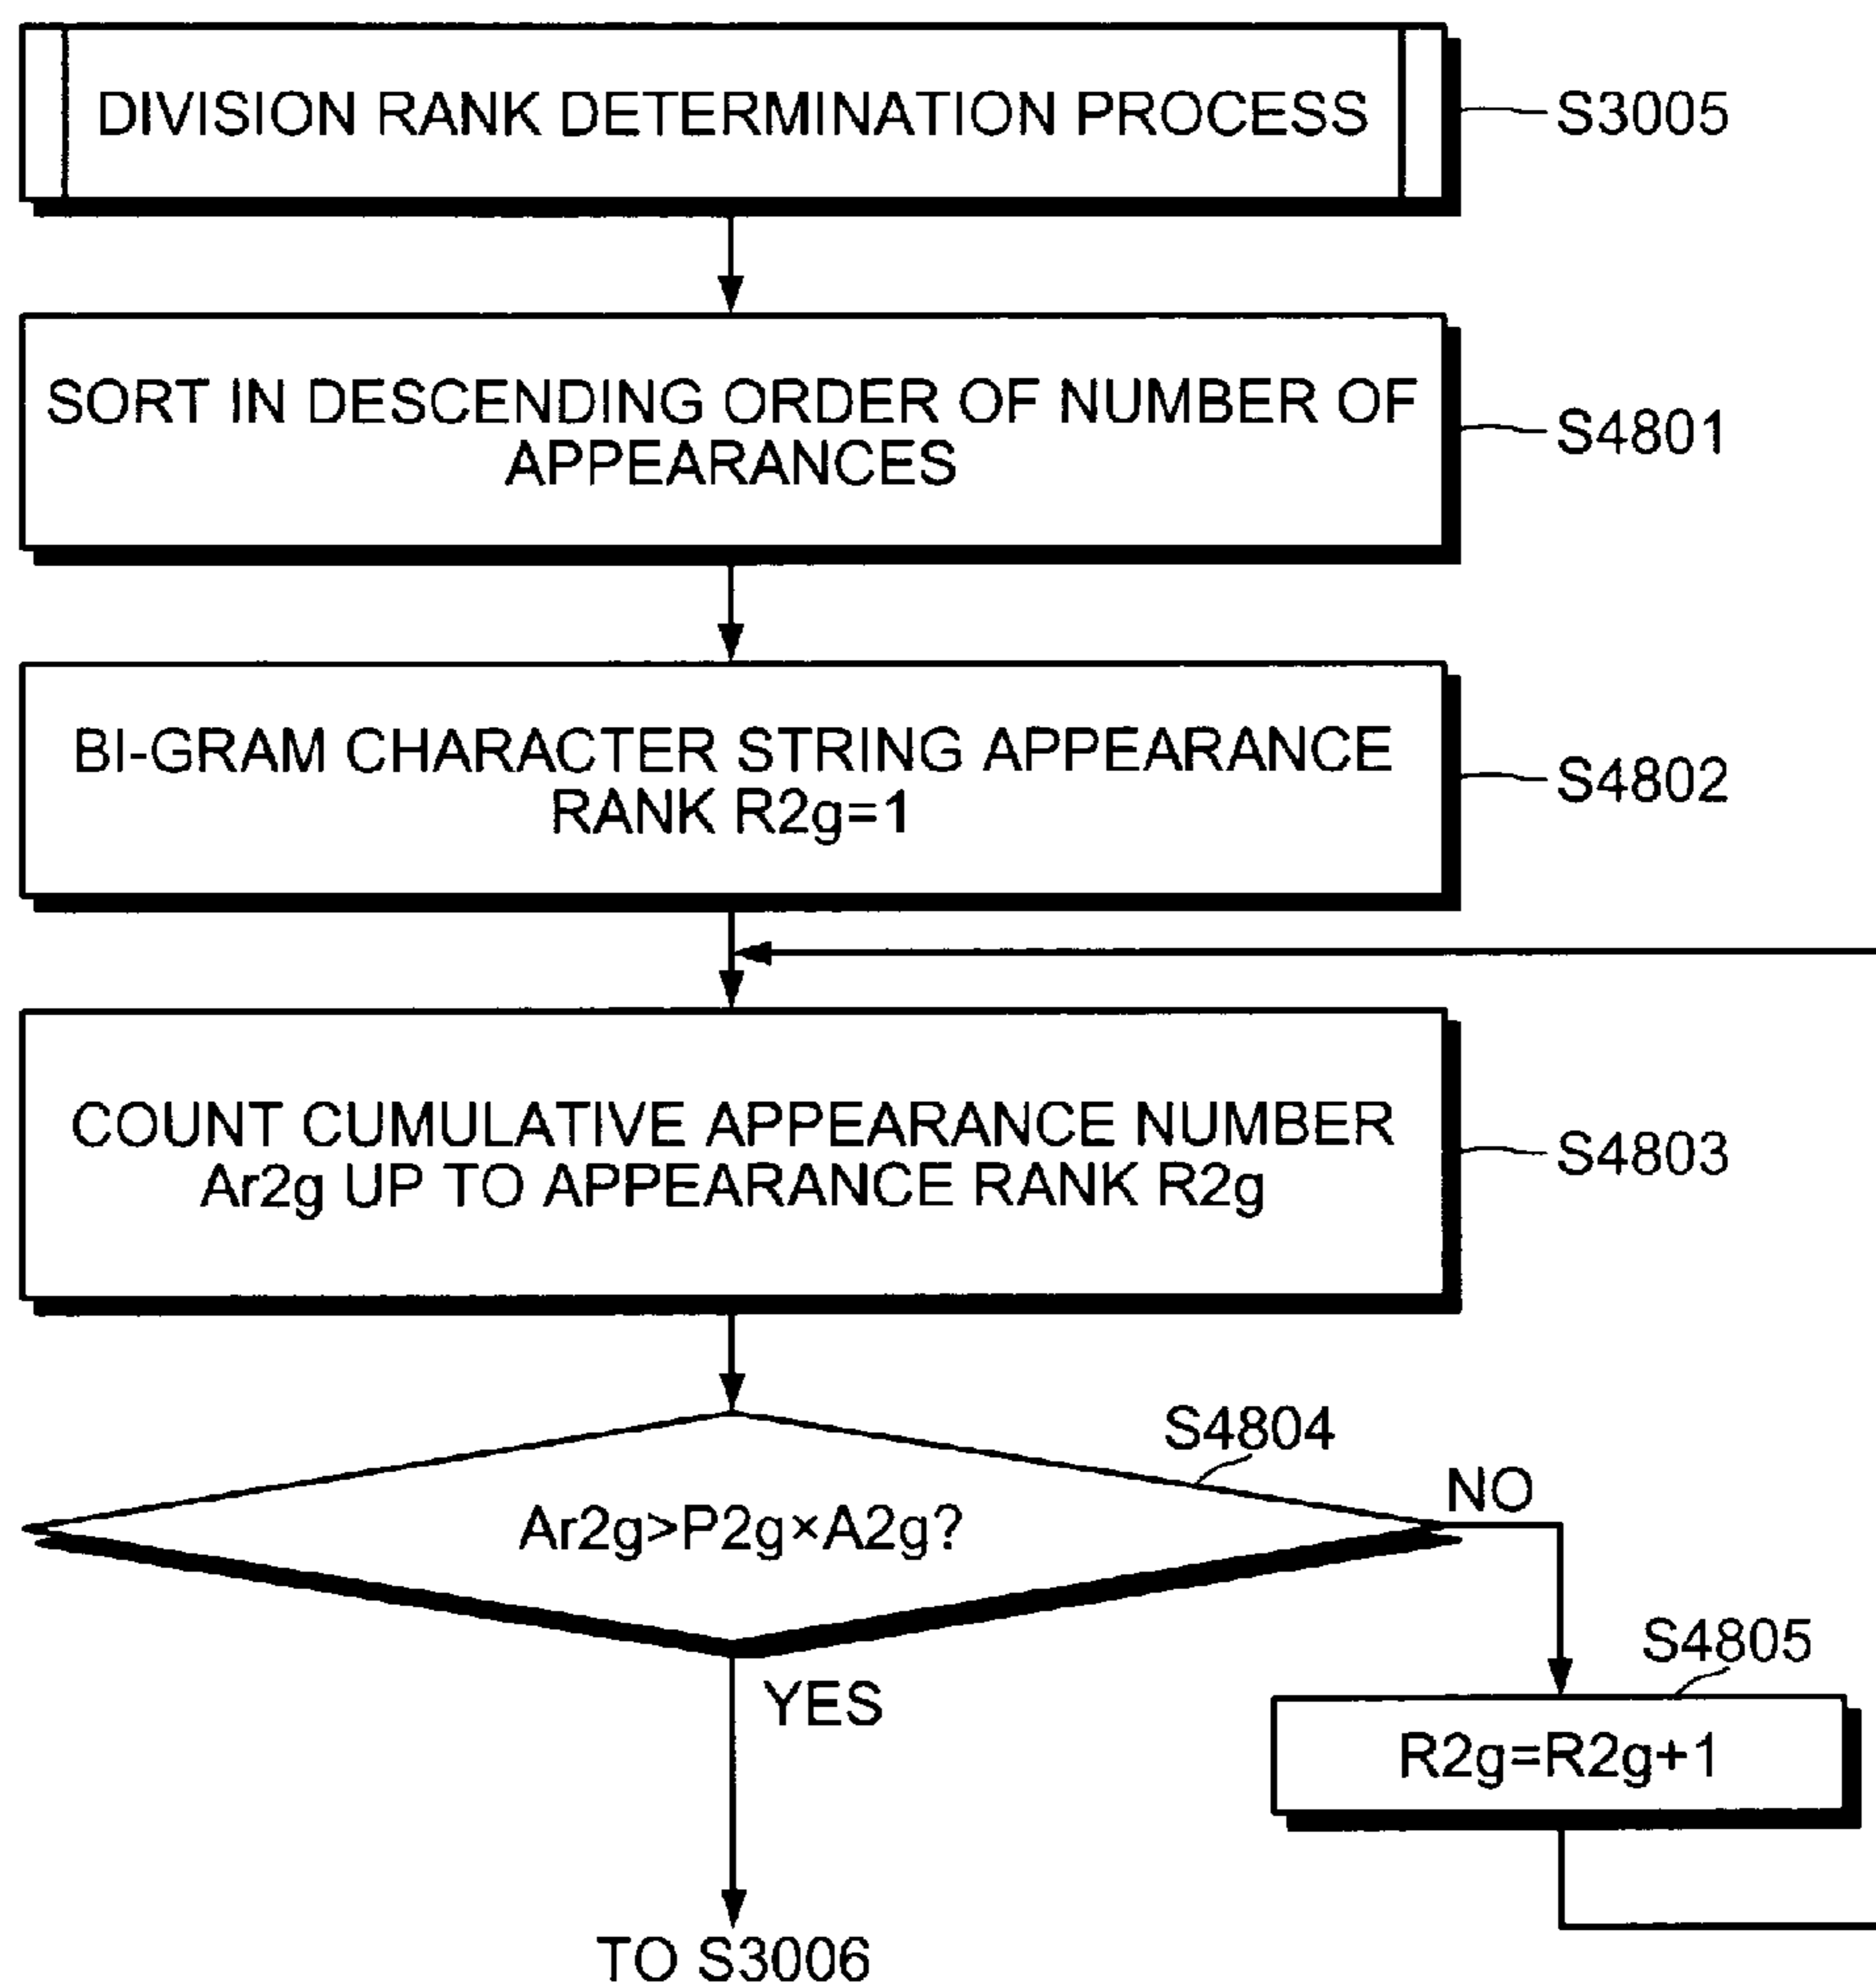 DIVISION RANK DETERMINATION PROCESS
S3005
SORT IN DESCENDING ORDER OF NUMBER OF
APPEARANCES
S4801
BI-GRAM CHARACTER STRING APPEARANCE
RANK R2g=1
S4802
COUNT CUMULATIVE APPEARANCE NUMBER
Ar2g UP TO APPEARANCE RANK R2g
S4803
S4804
Ar2g>P2g×A2g?
NO
YES
S4805
R2g=R2g+1
TO S3006